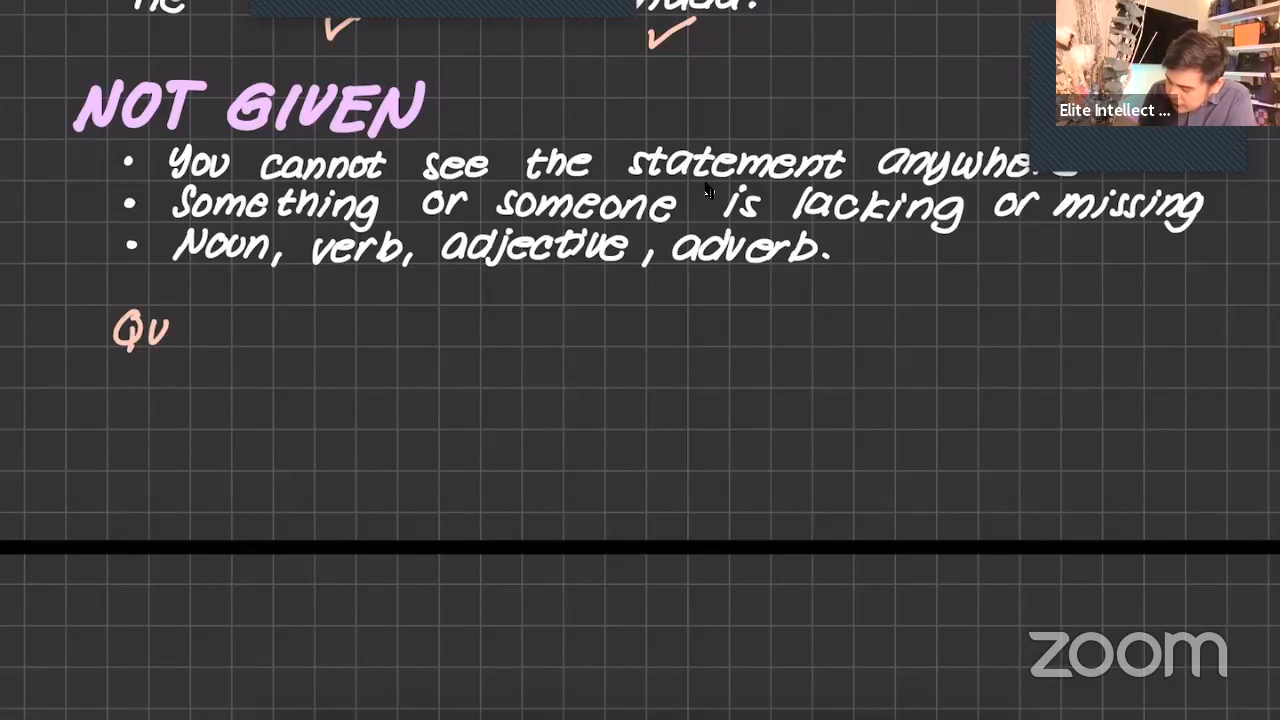 Elite Intellect ...
NOT GIVEN
• You cannot see the statement
• Something or someone is lacking or missing
• Noun, verb, adjective, adverb.
Qu
zoom